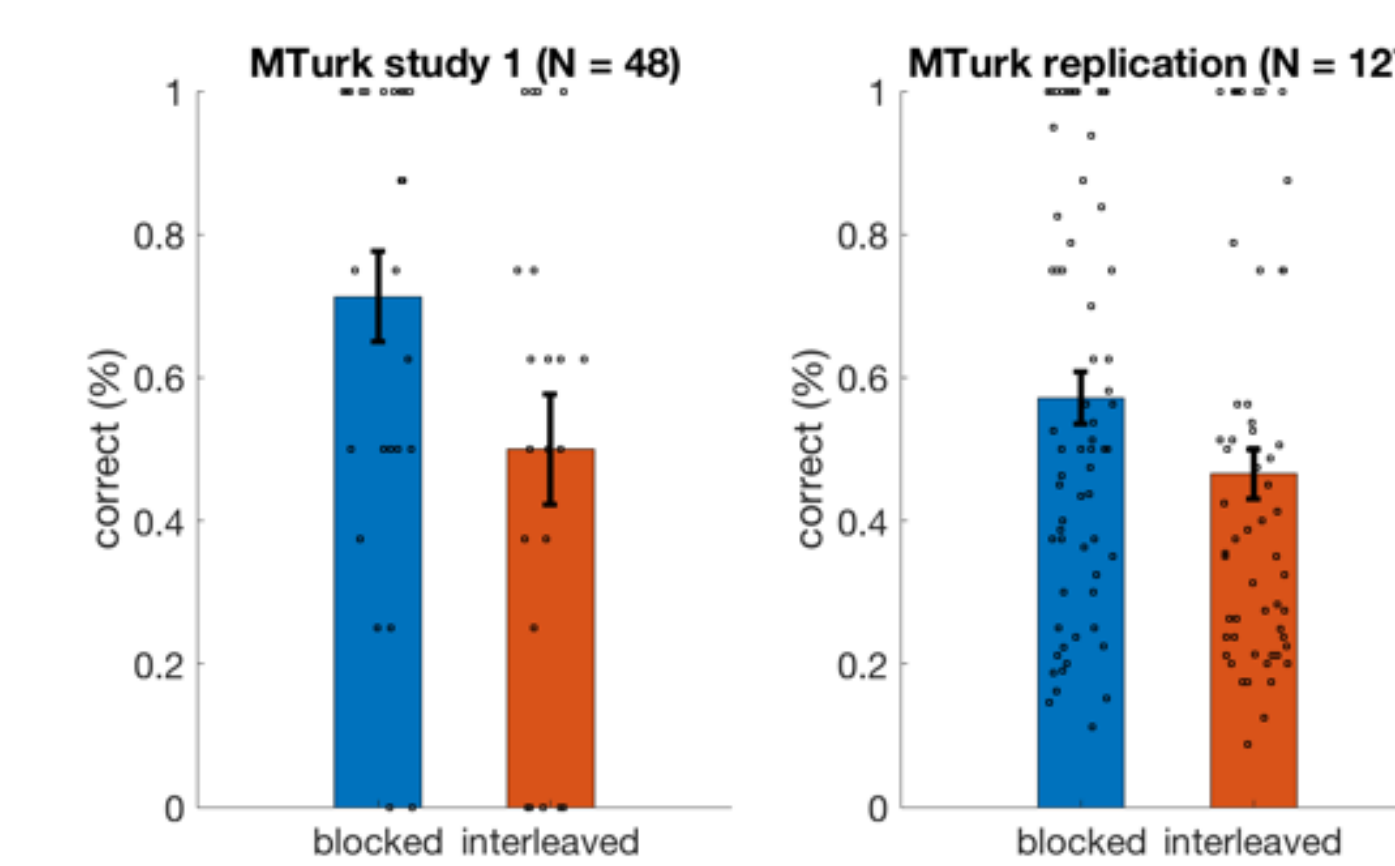 MTurk study 1 (N = 48)
1
0.8
0.6
0.4
0.2
0
correct (%)
blocked interleaved
MTurk replication (N = 12
1
0.8
0.6
0.4
0.2
0
correct (%)
blocked interleaved